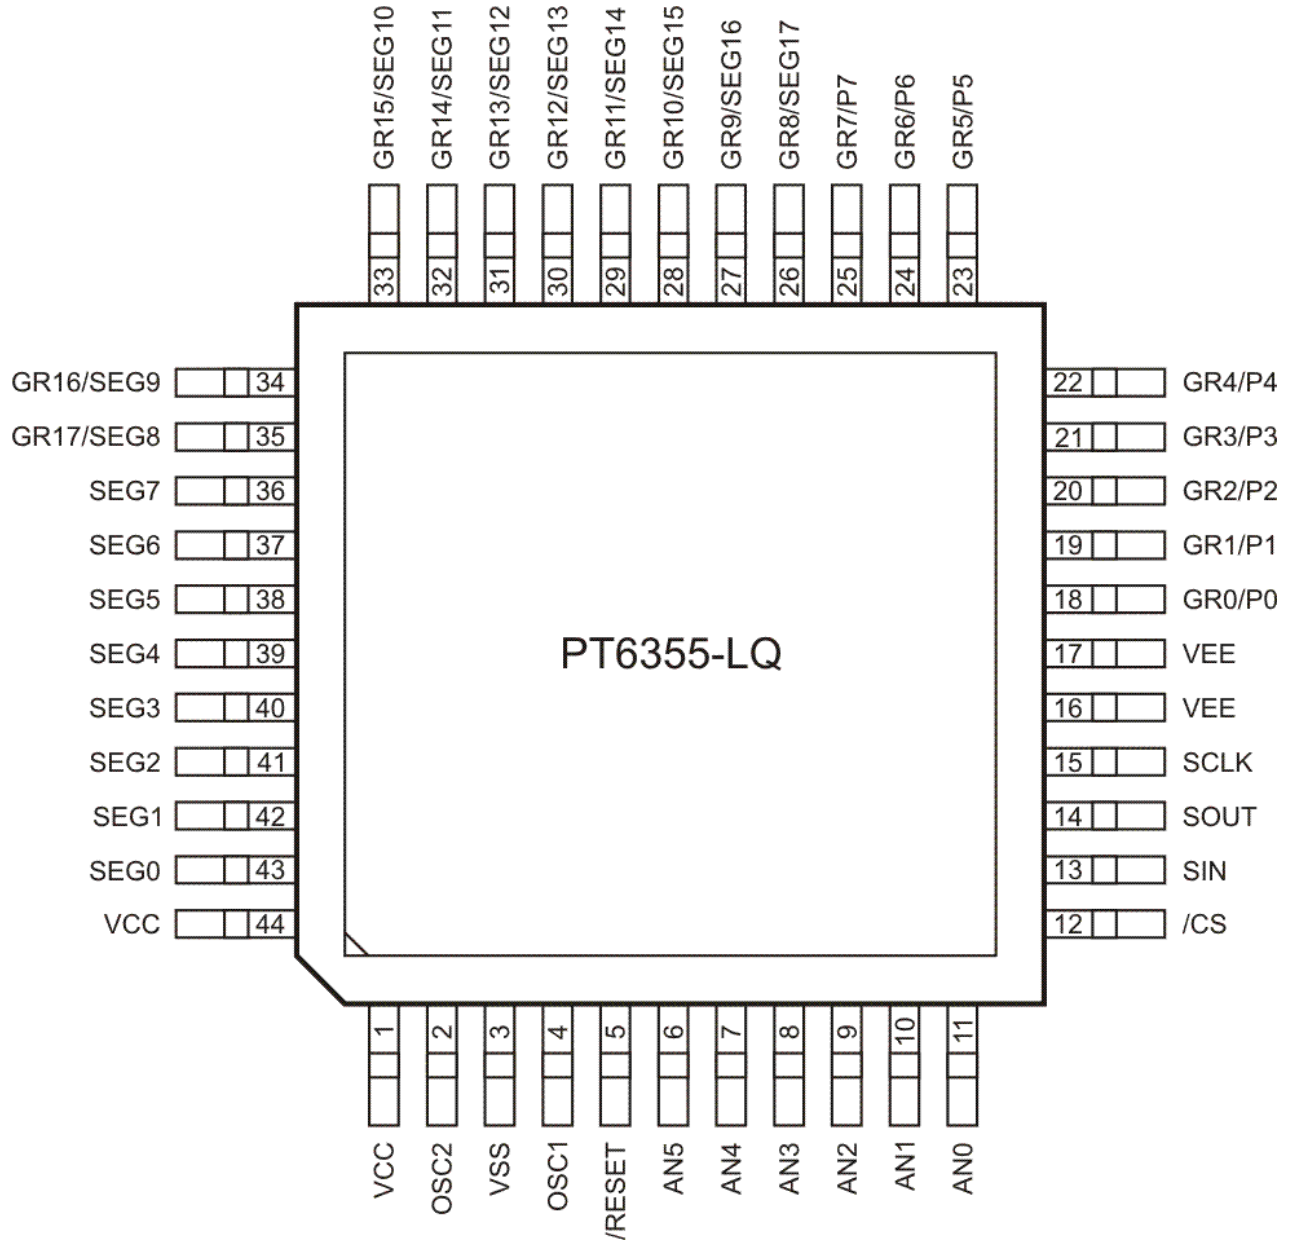 GR15/SEG10
GR14/SEG11
GR13/SEG12
GR12/SEG13
GR11/SEG14
GR10/SEG15
GR9/SEG16
GR8/SEG17
GR7/P7
GR6/P6
GR5/P5
33 32 31 30 29 28 27 26 25 24 23
GR16/SEG9 34 22 GR4/P4
GR17/SEG8 35 21 GR3/P3
SEG7 36 20 GR2/P2
SEG6 37 19 GR1/P1
SEG5 38 18 GR0/P0
SEG4 39 PT6355-LQ 17 VEE
SEG3 40 16 VEE
SEG2 41 15 SCLK
SEG1 42 14 SOUT
SEG0 43 13 SIN
VCC 44 12 /CS
1 2 3 4 5 6 7 8 9 10 11
VCC
OSC2
VSS
OSC1
/RESET
AN5
AN4
AN3
AN2
AN1
AN0